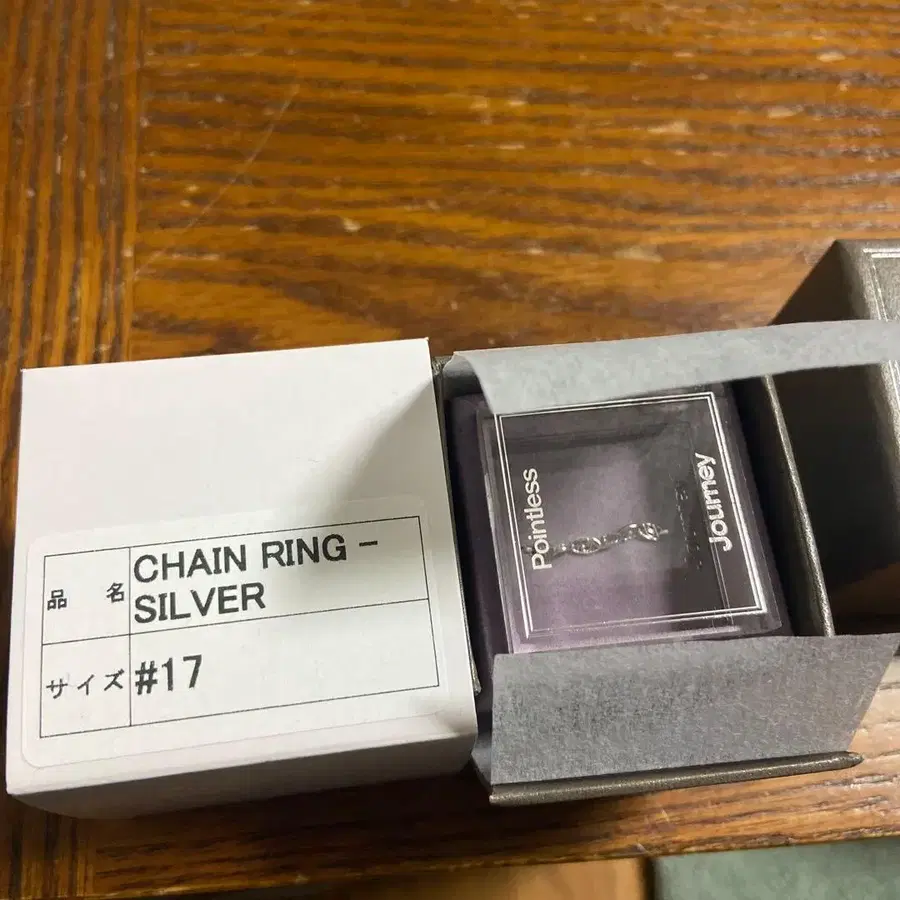 品 名 CHAIN RING -
SILVER
サイズ #17
Pointless
Journey